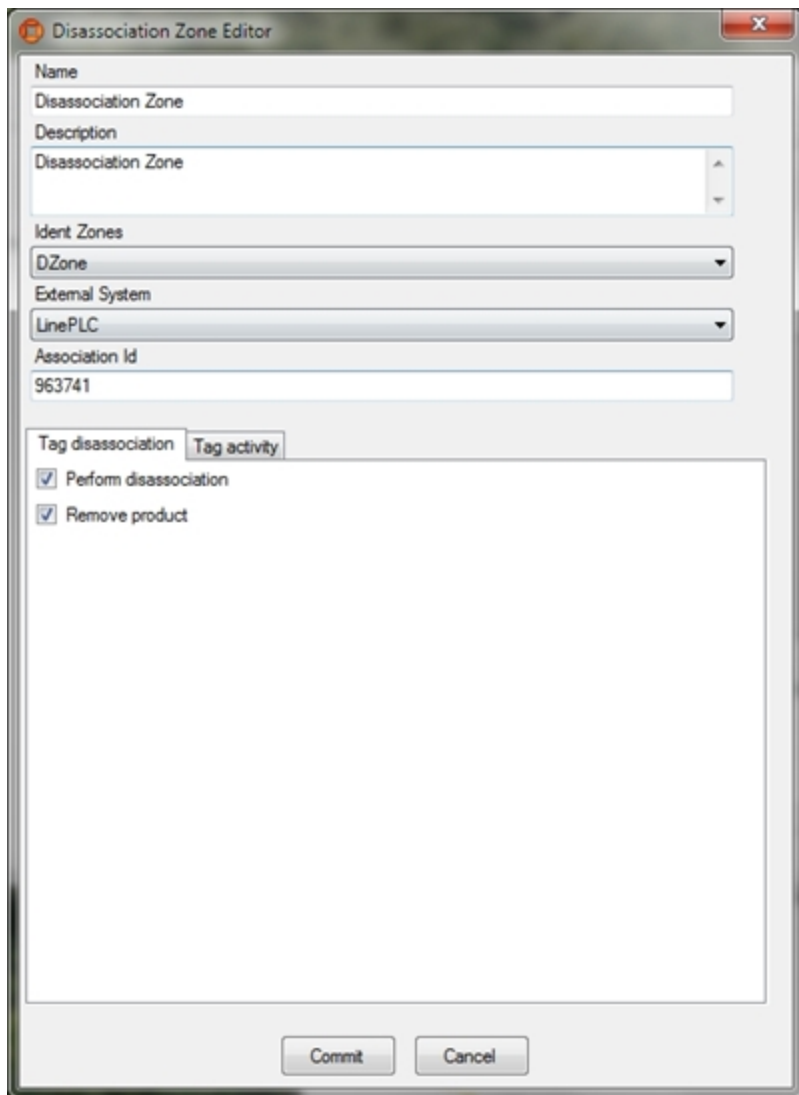 Disassociation Zone Editor
Name
Disassociation Zone
Description
Disassociation Zone
Ident Zones
DZone
External System
LinePLC
Association Id
963741
Tag disassociation Tag activity
Perform disassociation
Remove product
Commit Cancel